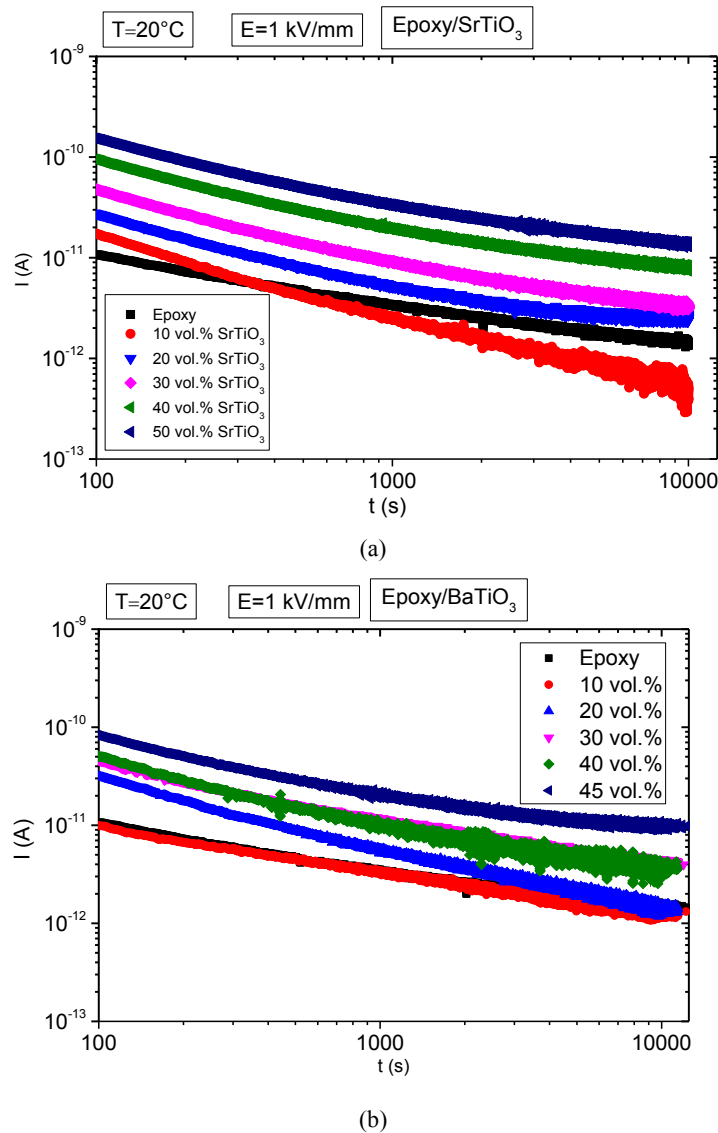 T=20°C E=1 kV/mm Epoxy/SrTiO₃
10⁻⁹
10⁻¹⁰
10⁻¹¹
10⁻¹²
10⁻¹³
I (A)
Epoxy
10 vol.% SrTiO₃
20 vol.% SrTiO₃
30 vol.% SrTiO₃
40 vol.% SrTiO₃
50 vol.% SrTiO₃
100 1000 10000
t (s)
(a)
T=20°C E=1 kV/mm Epoxy/BaTiO₃
10⁻⁹
10⁻¹⁰
10⁻¹¹
10⁻¹²
10⁻¹³
I (A)
Epoxy
10 vol.%
20 vol.%
30 vol.%
40 vol.%
45 vol.%
100 1000 10000
t (s)
(b)